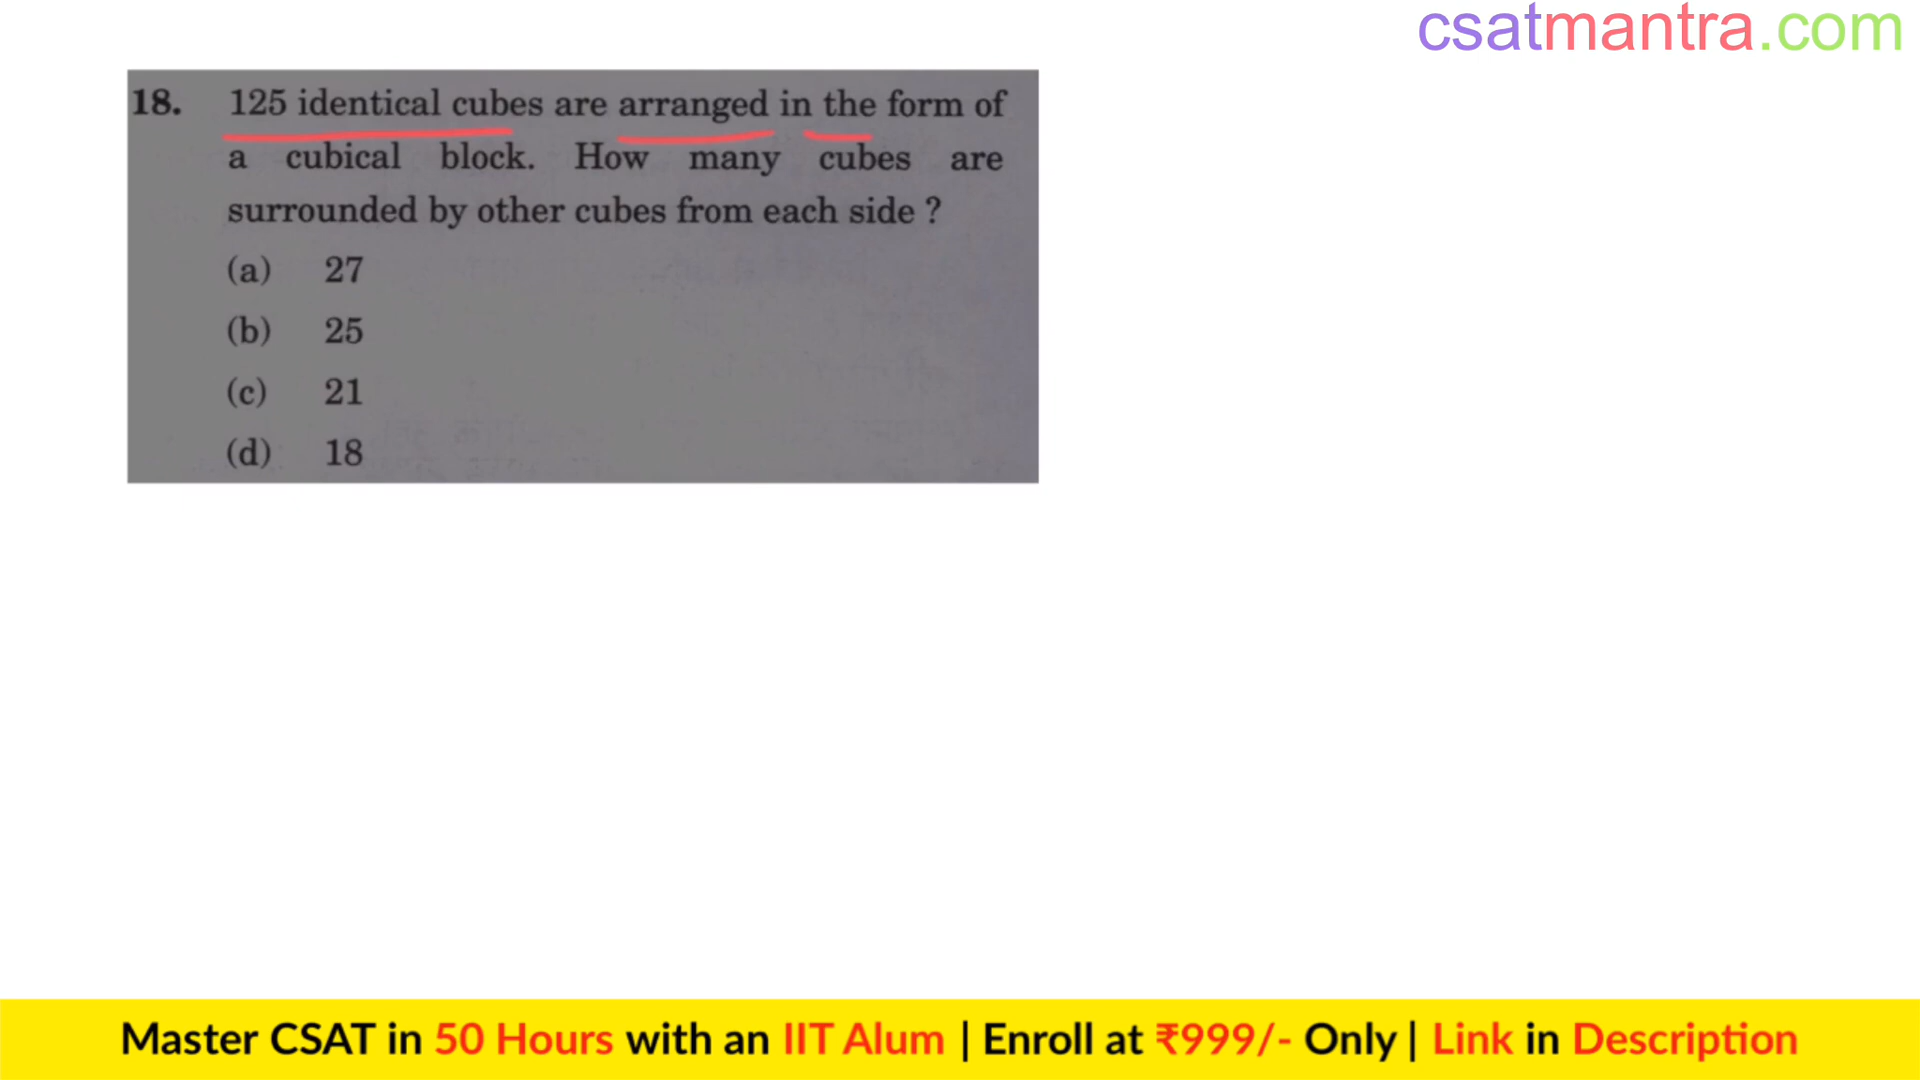 csatmantra.com
18. 125 identical cubes are arranged in the form of
a cubical block. How many cubes are
surrounded by other cubes from each side ?
(a) 27
(b) 25
(c) 21
(d) 18
Master CSAT in 50 Hours with an IIT Alum | Enroll at ₹999/- Only | Link in Description